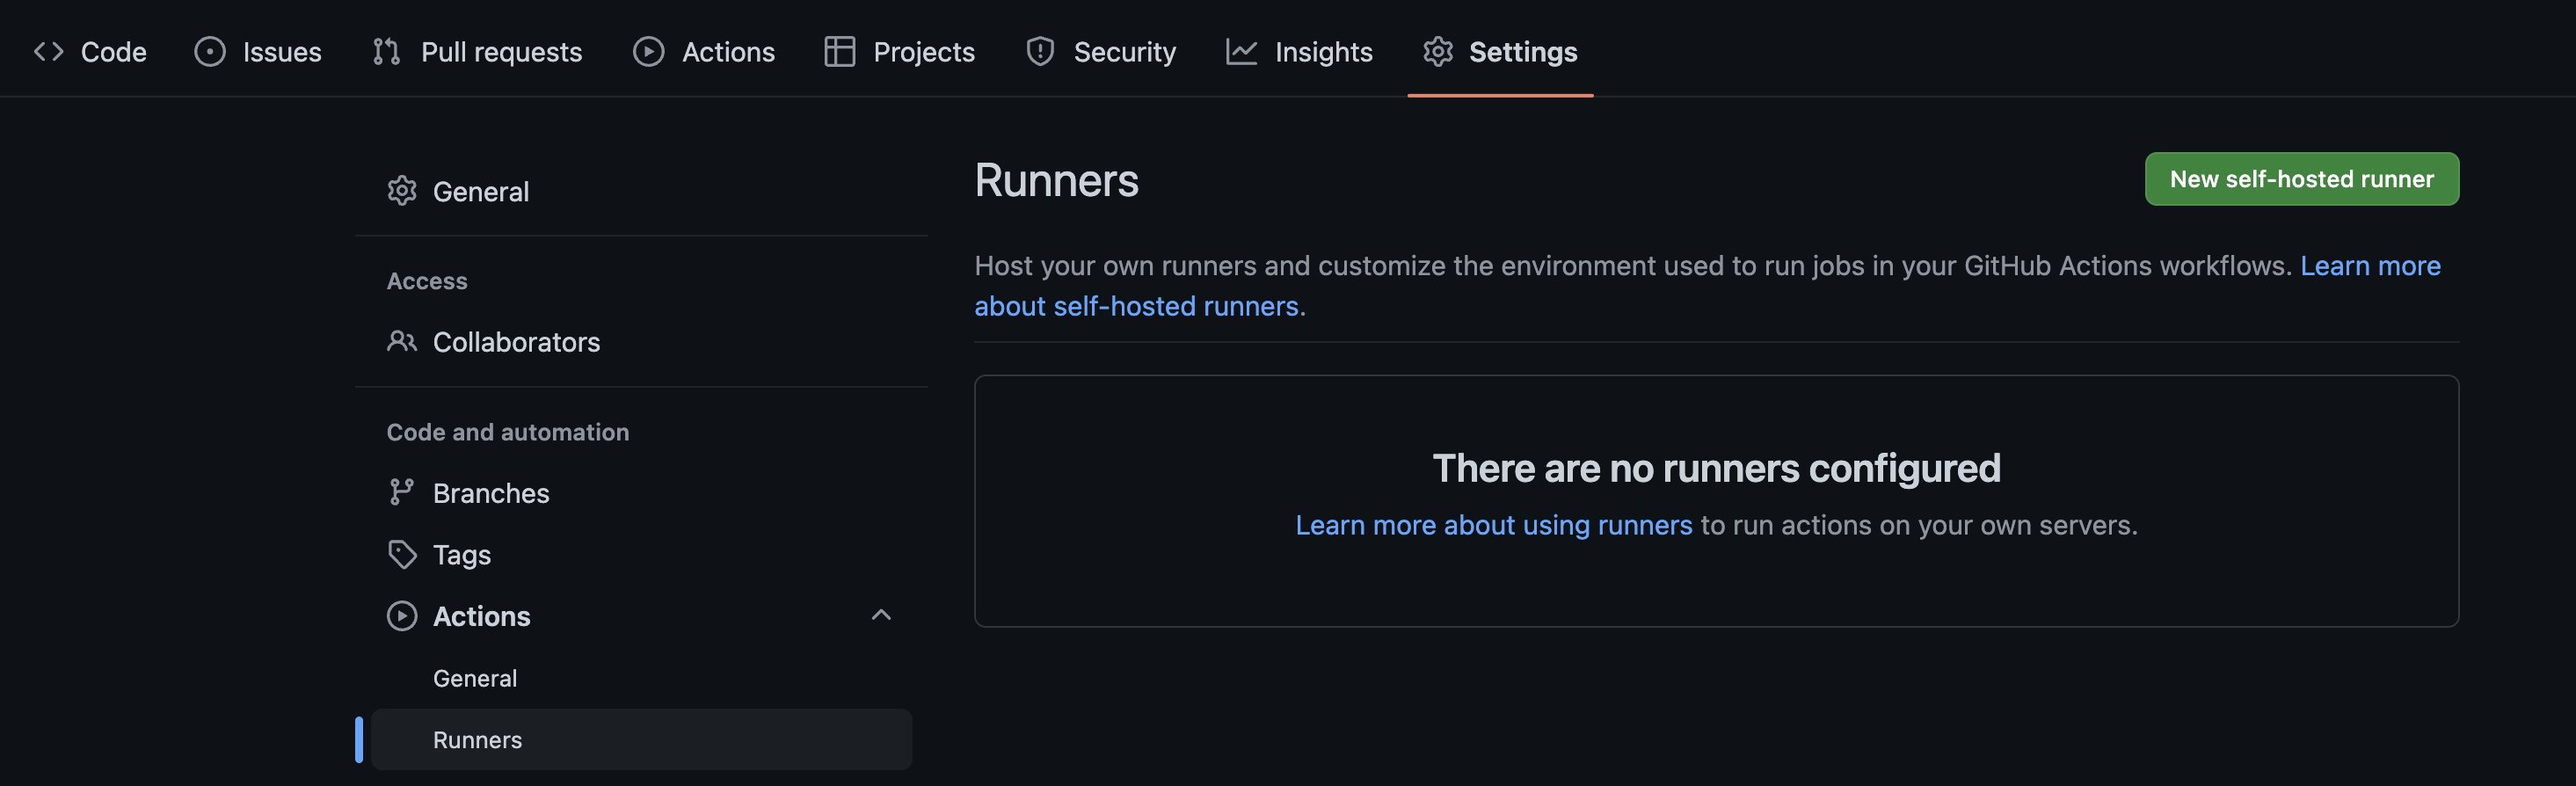 Code Issues Pull requests Actions Projects Security Insights Settings
General
Access
Collaborators
Code and automation
Branches
Tags
Actions
General
Runners
Runners
New self-hosted runner
Host your own runners and customize the environment used to run jobs in your GitHub Actions workflows. Learn more
about self-hosted runners.
There are no runners configured
Learn more about using runners to run actions on your own servers.